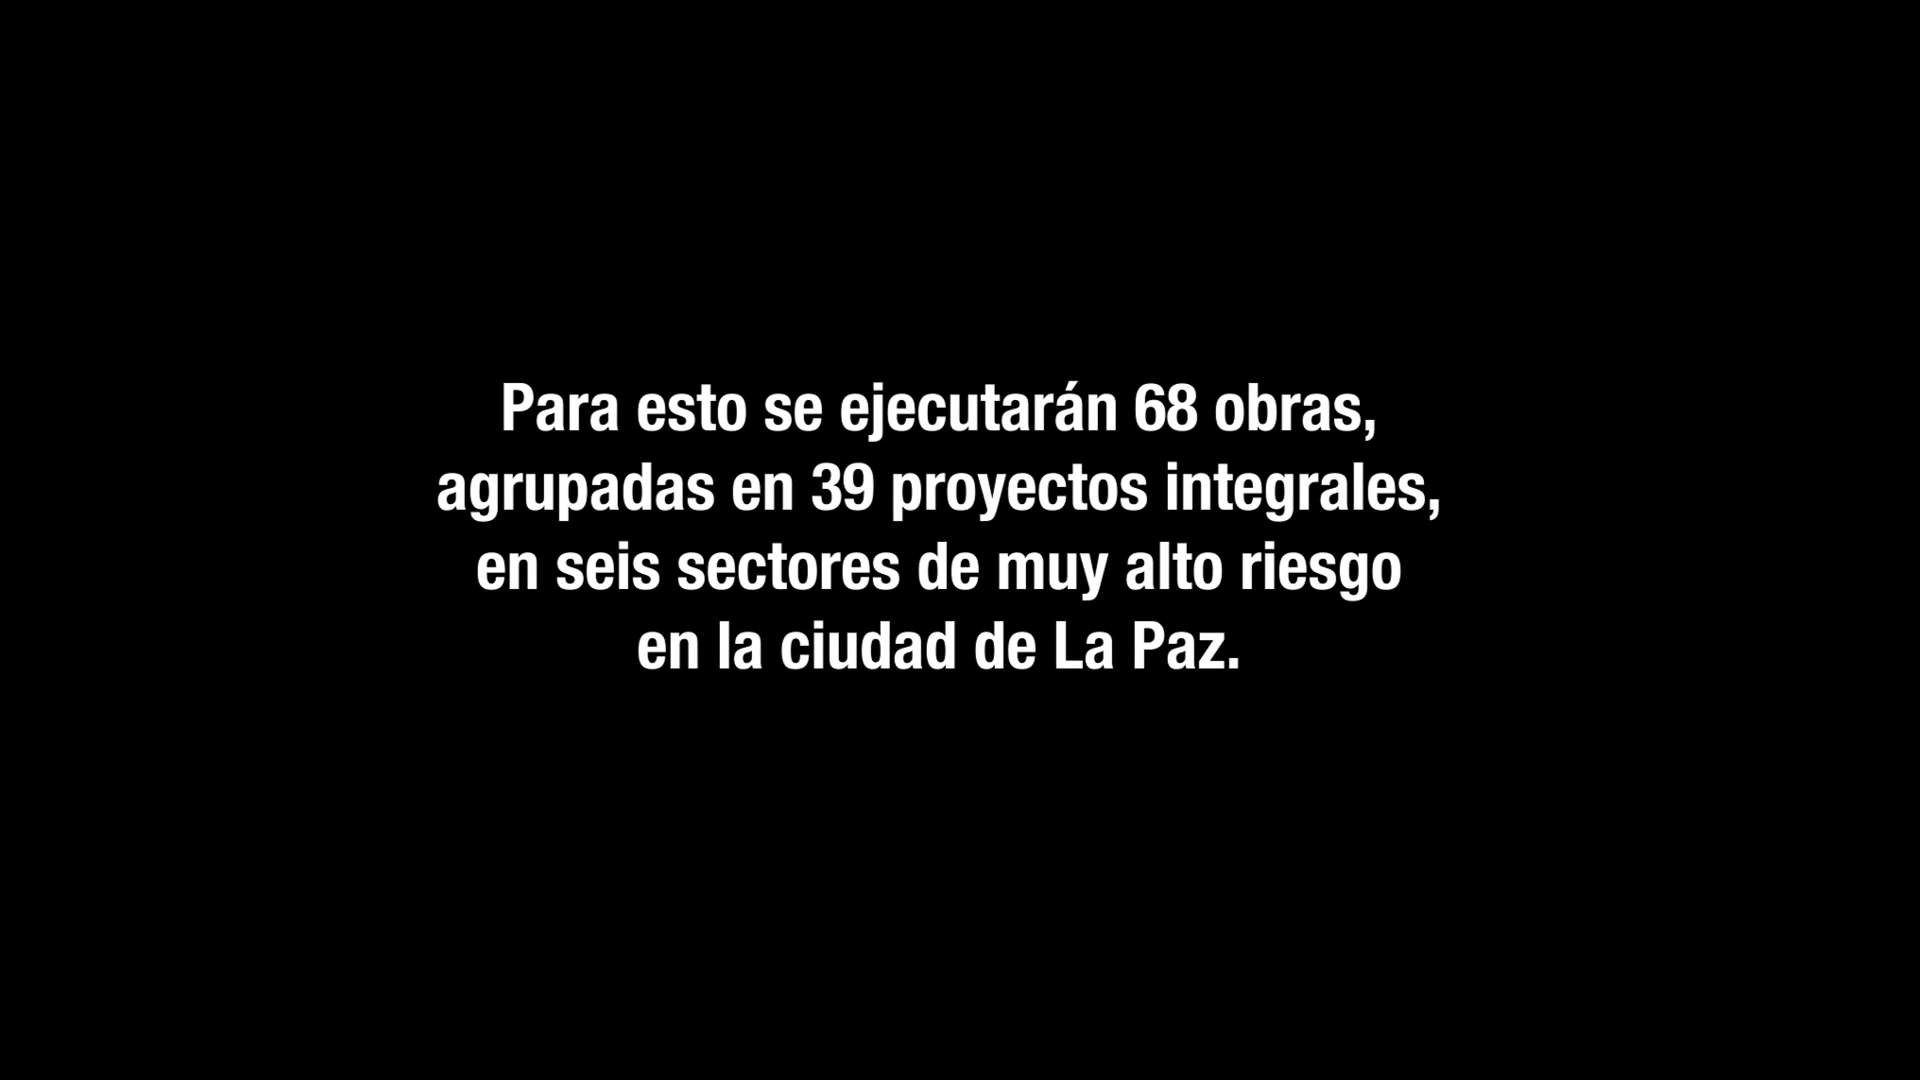 Para esto se ejecutarán 68 obras,
agrupadas en 39 proyectos integrales,
en seis sectores de muy alto riesgo
en la ciudad de La Paz.